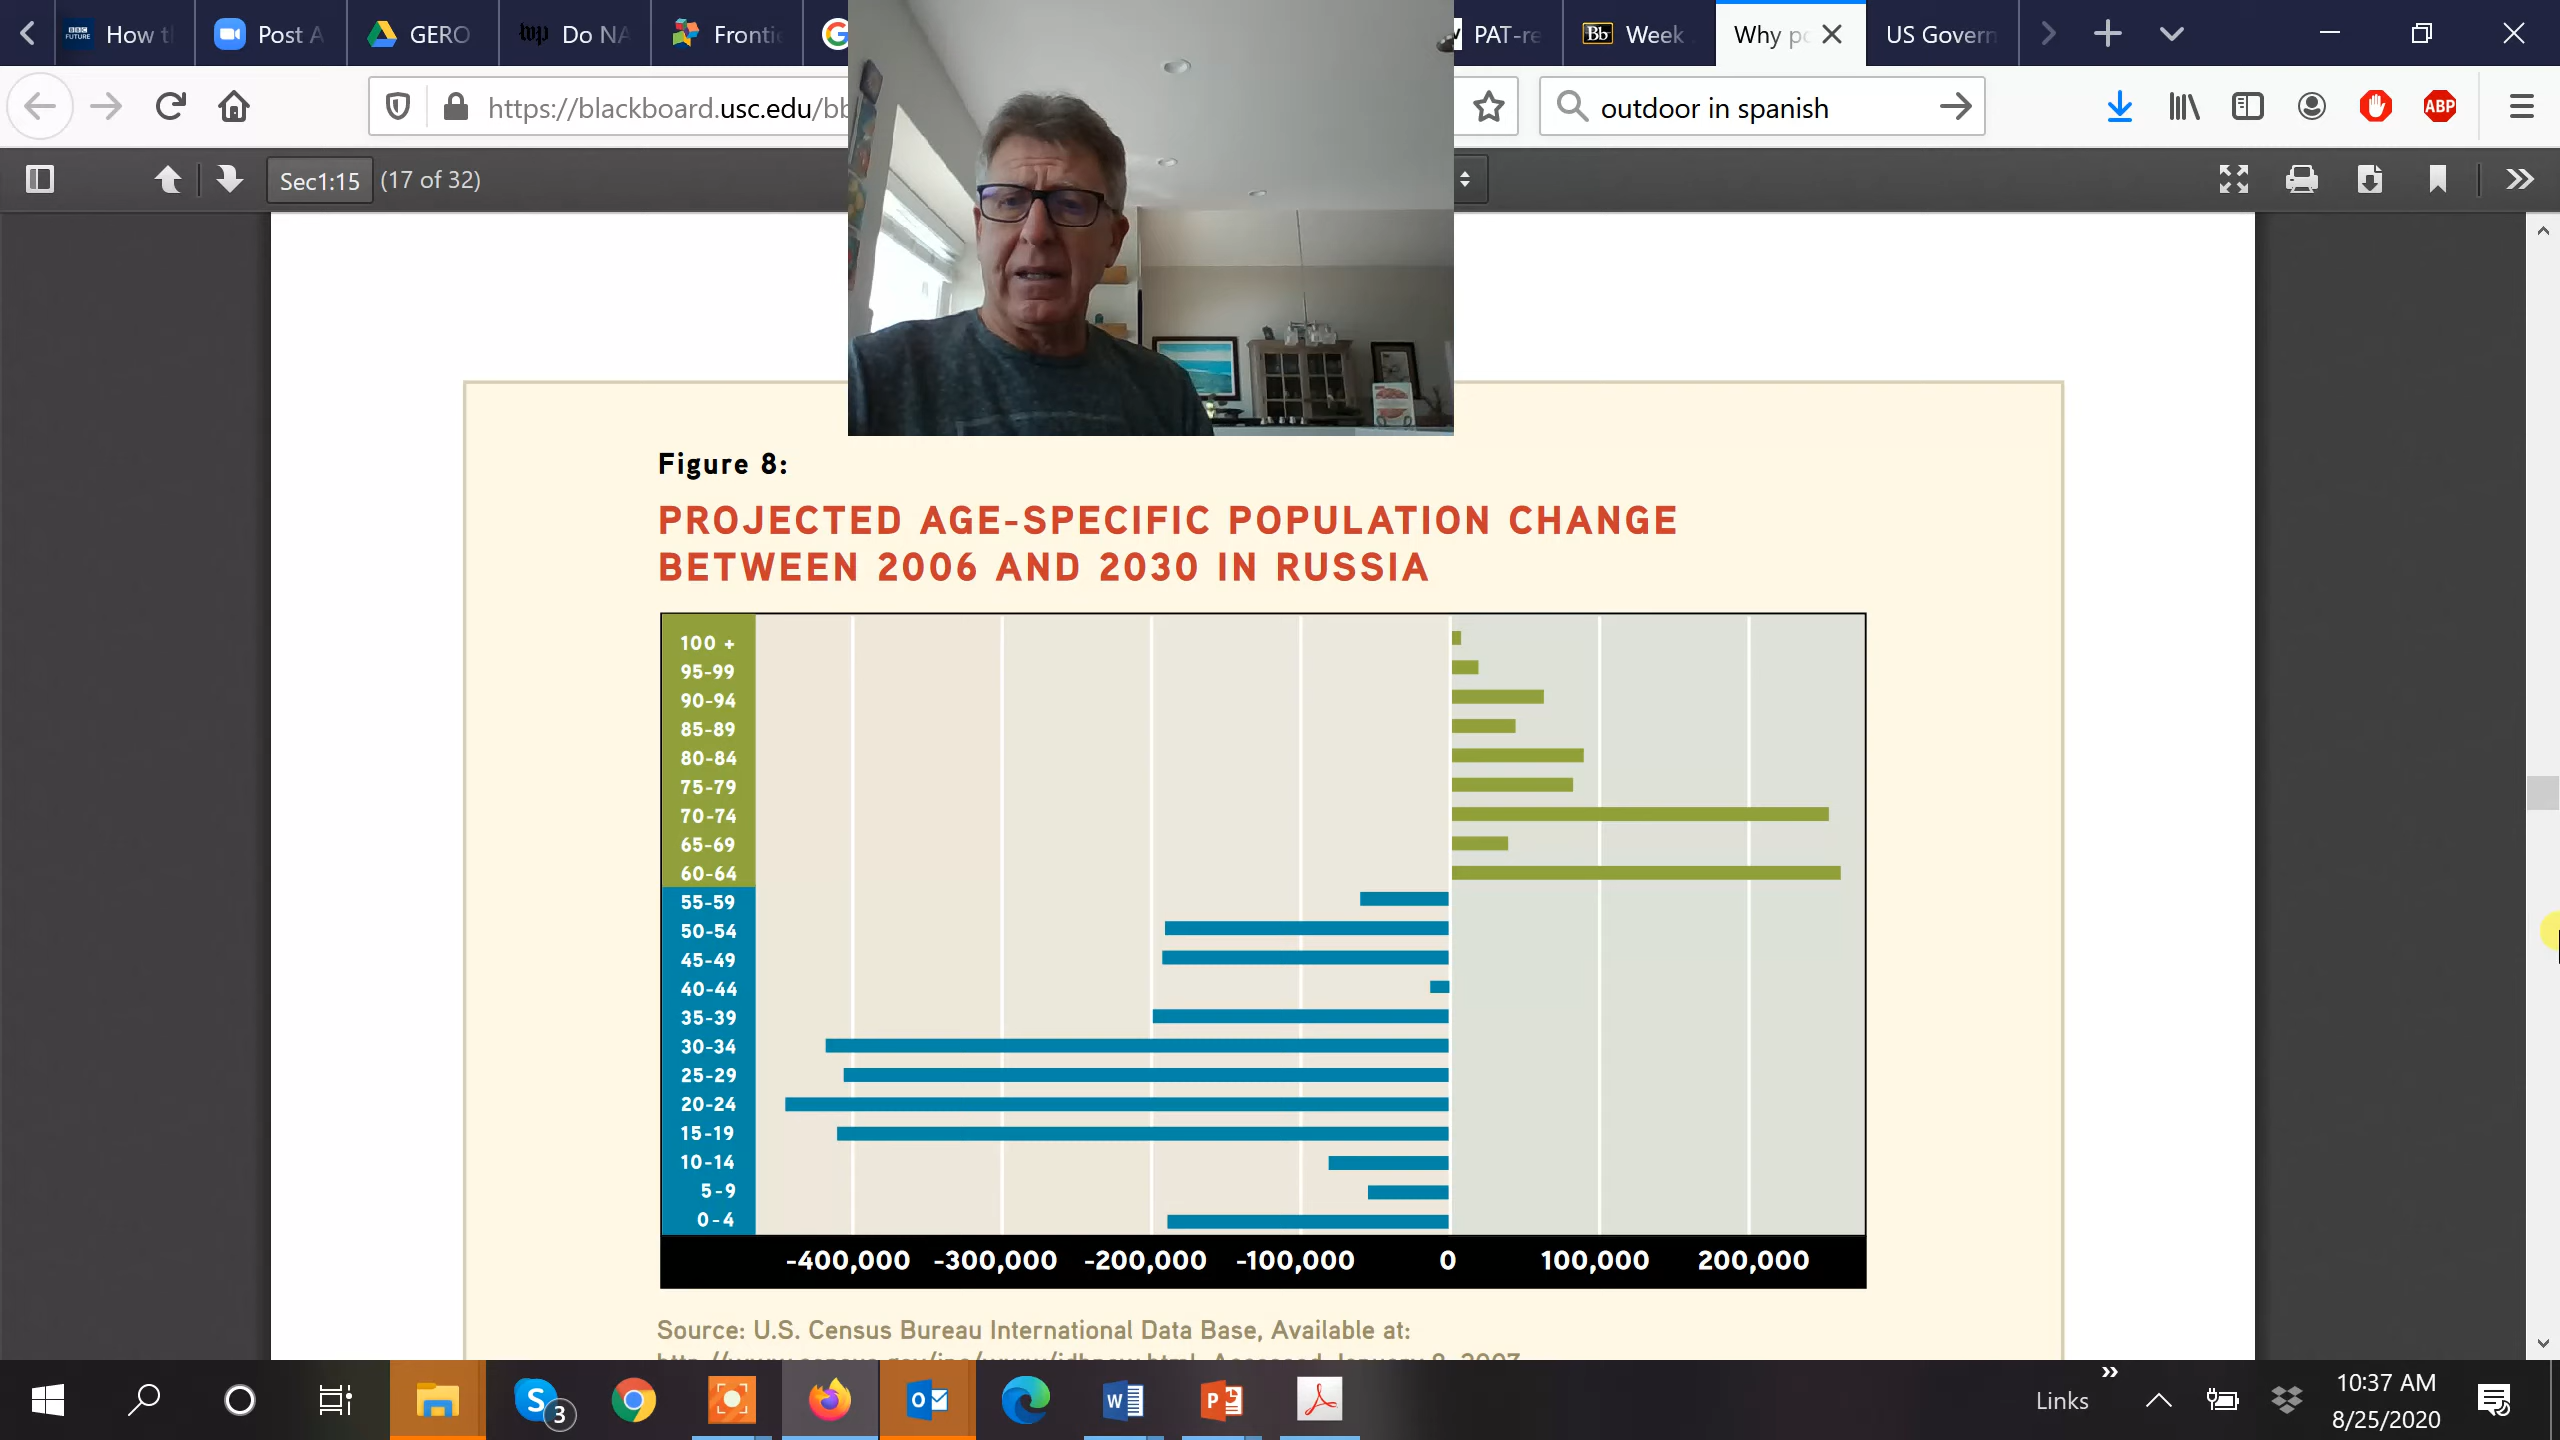 How t
Post A
GERO
wp Do NA
Fronti
PAT-re
Bb Week
Why po
US Govern
https://blackboard.usc.edu/bb
outdoor in spanish
ABP
Sec1:15 (17 of 32)
Figure 8:
PROJECTED AGE-SPECIFIC POPULATION CHANGE
BETWEEN 2006 AND 2030 IN RUSSIA
100 +
95-99
90-94
85-89
80-84
75-79
70-74
65-69
60-64
55-59
50-54
45-49
40-44
35-39
30-34
25-29
20-24
15-19
10-14
5-9
0-4
-400,000 -300,000 -200,000 -100,000 0 100,000 200,000
Source: U.S. Census Bureau International Data Base, Available at:
3
Links
10:37 AM
8/25/2020